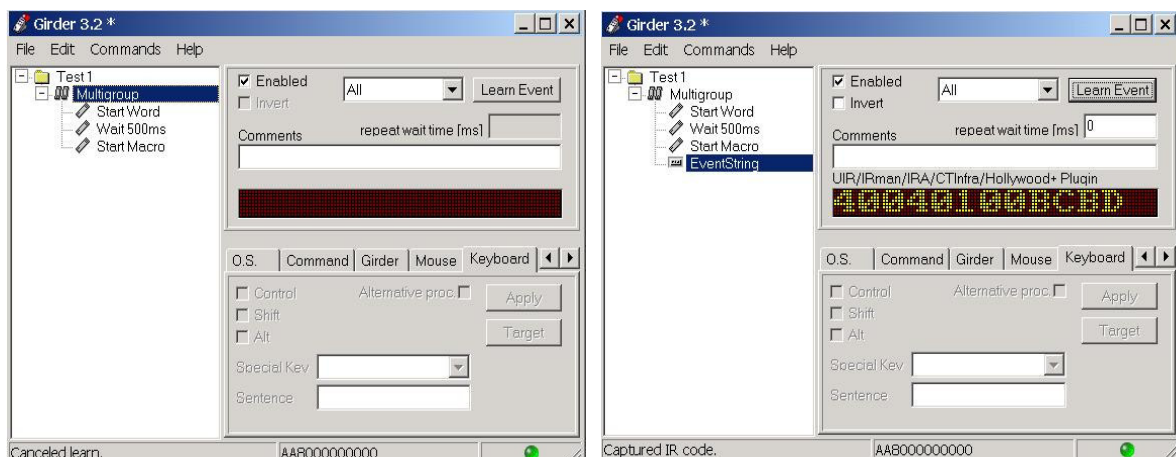 Girder 3.2 *
File Edit Commands Help
Test1
Multigroup
Start Word
Wait 500ms
Start Macro
Enabled
Invert
All
Learn Event
Comments
repeat wait time [ms]
O.S. Command Girder Mouse Keyboard
Control
Alternative proc.
Apply
Shift
Alt
Target
Special Key
Sentence
Canceled learn.
AA8000000000
Girder 3.2 *
File Edit Commands Help
Test1
Multigroup
Start Word
Wait 500ms
Start Macro
EventString
Enabled
Invert
All
Learn Event
Comments
repeat wait time [ms] 0
UIR/IRman/IRA/CTInfra/Hollywood+ Plugin
40040100BCBD
O.S. Command Girder Mouse Keyboard
Control
Alternative proc.
Apply
Shift
Alt
Target
Special Key
Sentence
Captured IR code.
AA8000000000